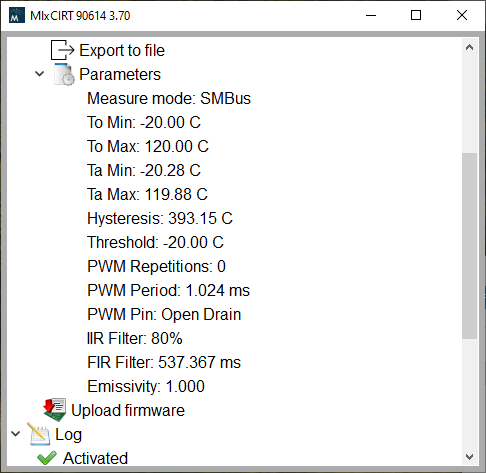 MlxCIRT 90614 3.70
Export to file
Parameters
Measure mode: SMBus
To Min: -20.00 C
To Max: 120.00 C
Ta Min: -20.28 C
Ta Max: 119.88 C
Hysteresis: 393.15 C
Threshold: -20.00 C
PWM Repetitions: 0
PWM Period: 1.024 ms
PWM Pin: Open Drain
IIR Filter: 80%
FIR Filter: 537.367 ms
Emissivity: 1.000
Upload firmware
Log
Activated